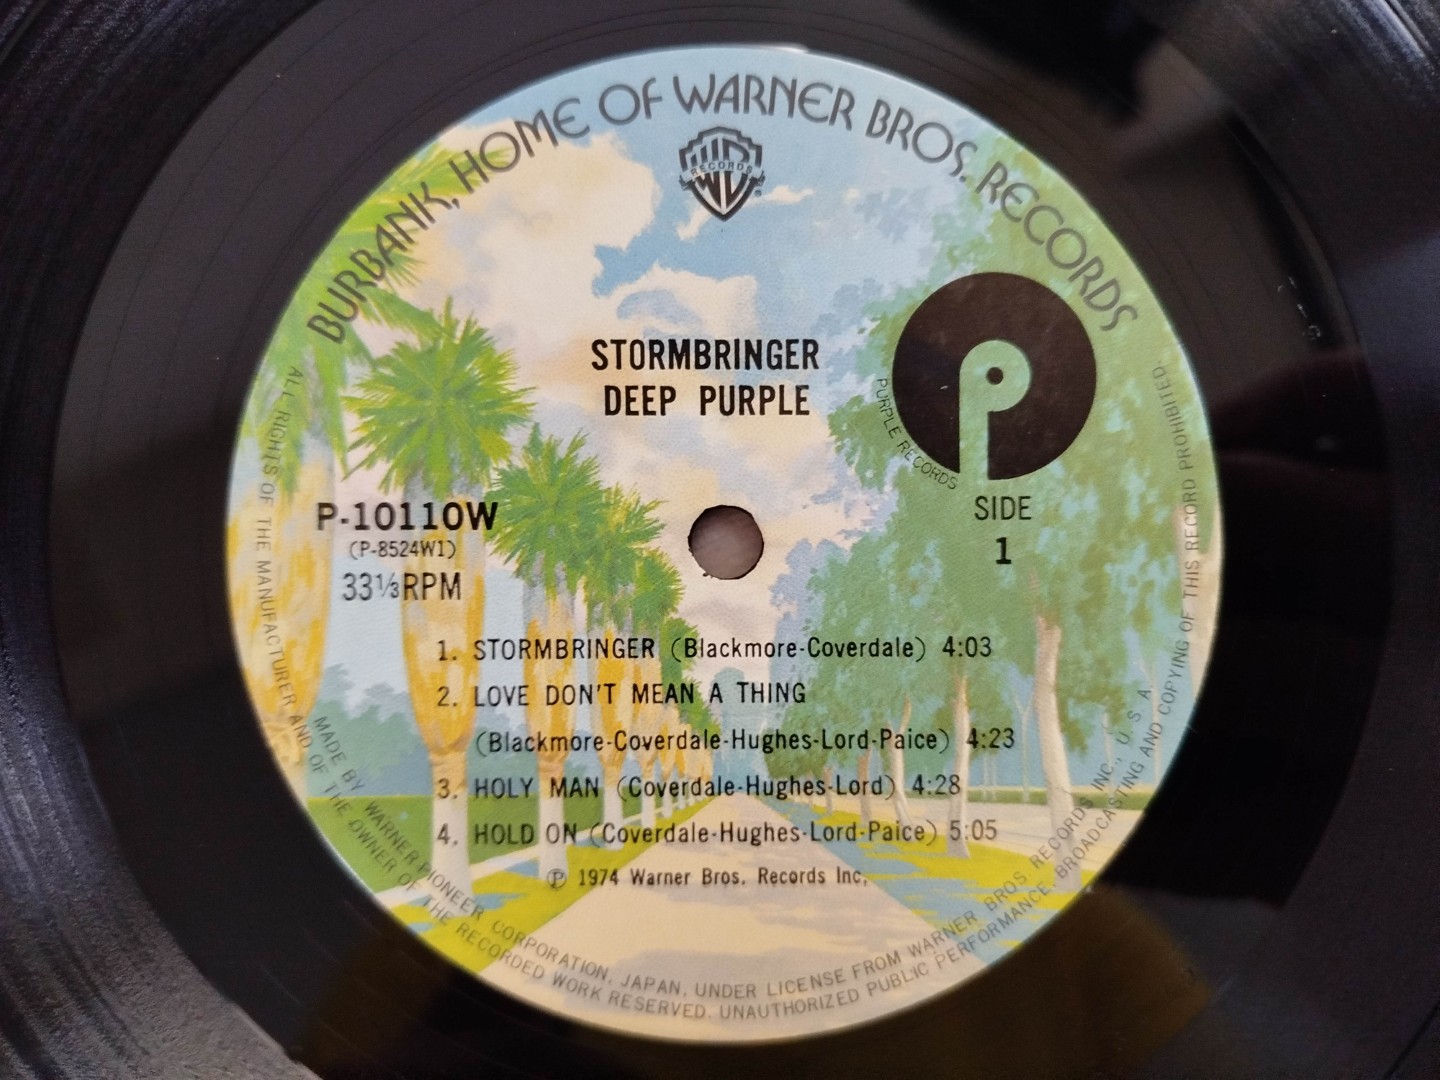 BURBANK, HOME OF WARNER BROS. RECORDS
WB
RECORDS
®
STORMBRINGER
DEEP PURPLE
PURPLE RECORDS
SIDE
1
P-10110W
(P-8524W1)
33⅓RPM
1. STORMBRINGER (Blackmore-Coverdale) 4:03
2. LOVE DON'T MEAN A THING
(Blackmore-Coverdale-Hughes-Lord-Paice) 4:23
3. HOLY MAN (Coverdale-Hughes-Lord) 4:28
4. HOLD ON (Coverdale-Hughes-Lord-Paice) 5:05
Ⓟ 1974 Warner Bros. Records Inc,
MADE BY WARNER PIONEER CORPORATION, JAPAN, UNDER LICENSE FROM WARNER BROS RECORDS INC., U. S. A.
ALL RIGHTS OF THE MANUFACTURER AND OF THE OWNER OF THE RECORDED WORK RESERVED. UNAUTHORIZED PUBLIC PERFORMANCE, BROADCASTING AND COPYING OF THIS RECORD PROHIBITED.